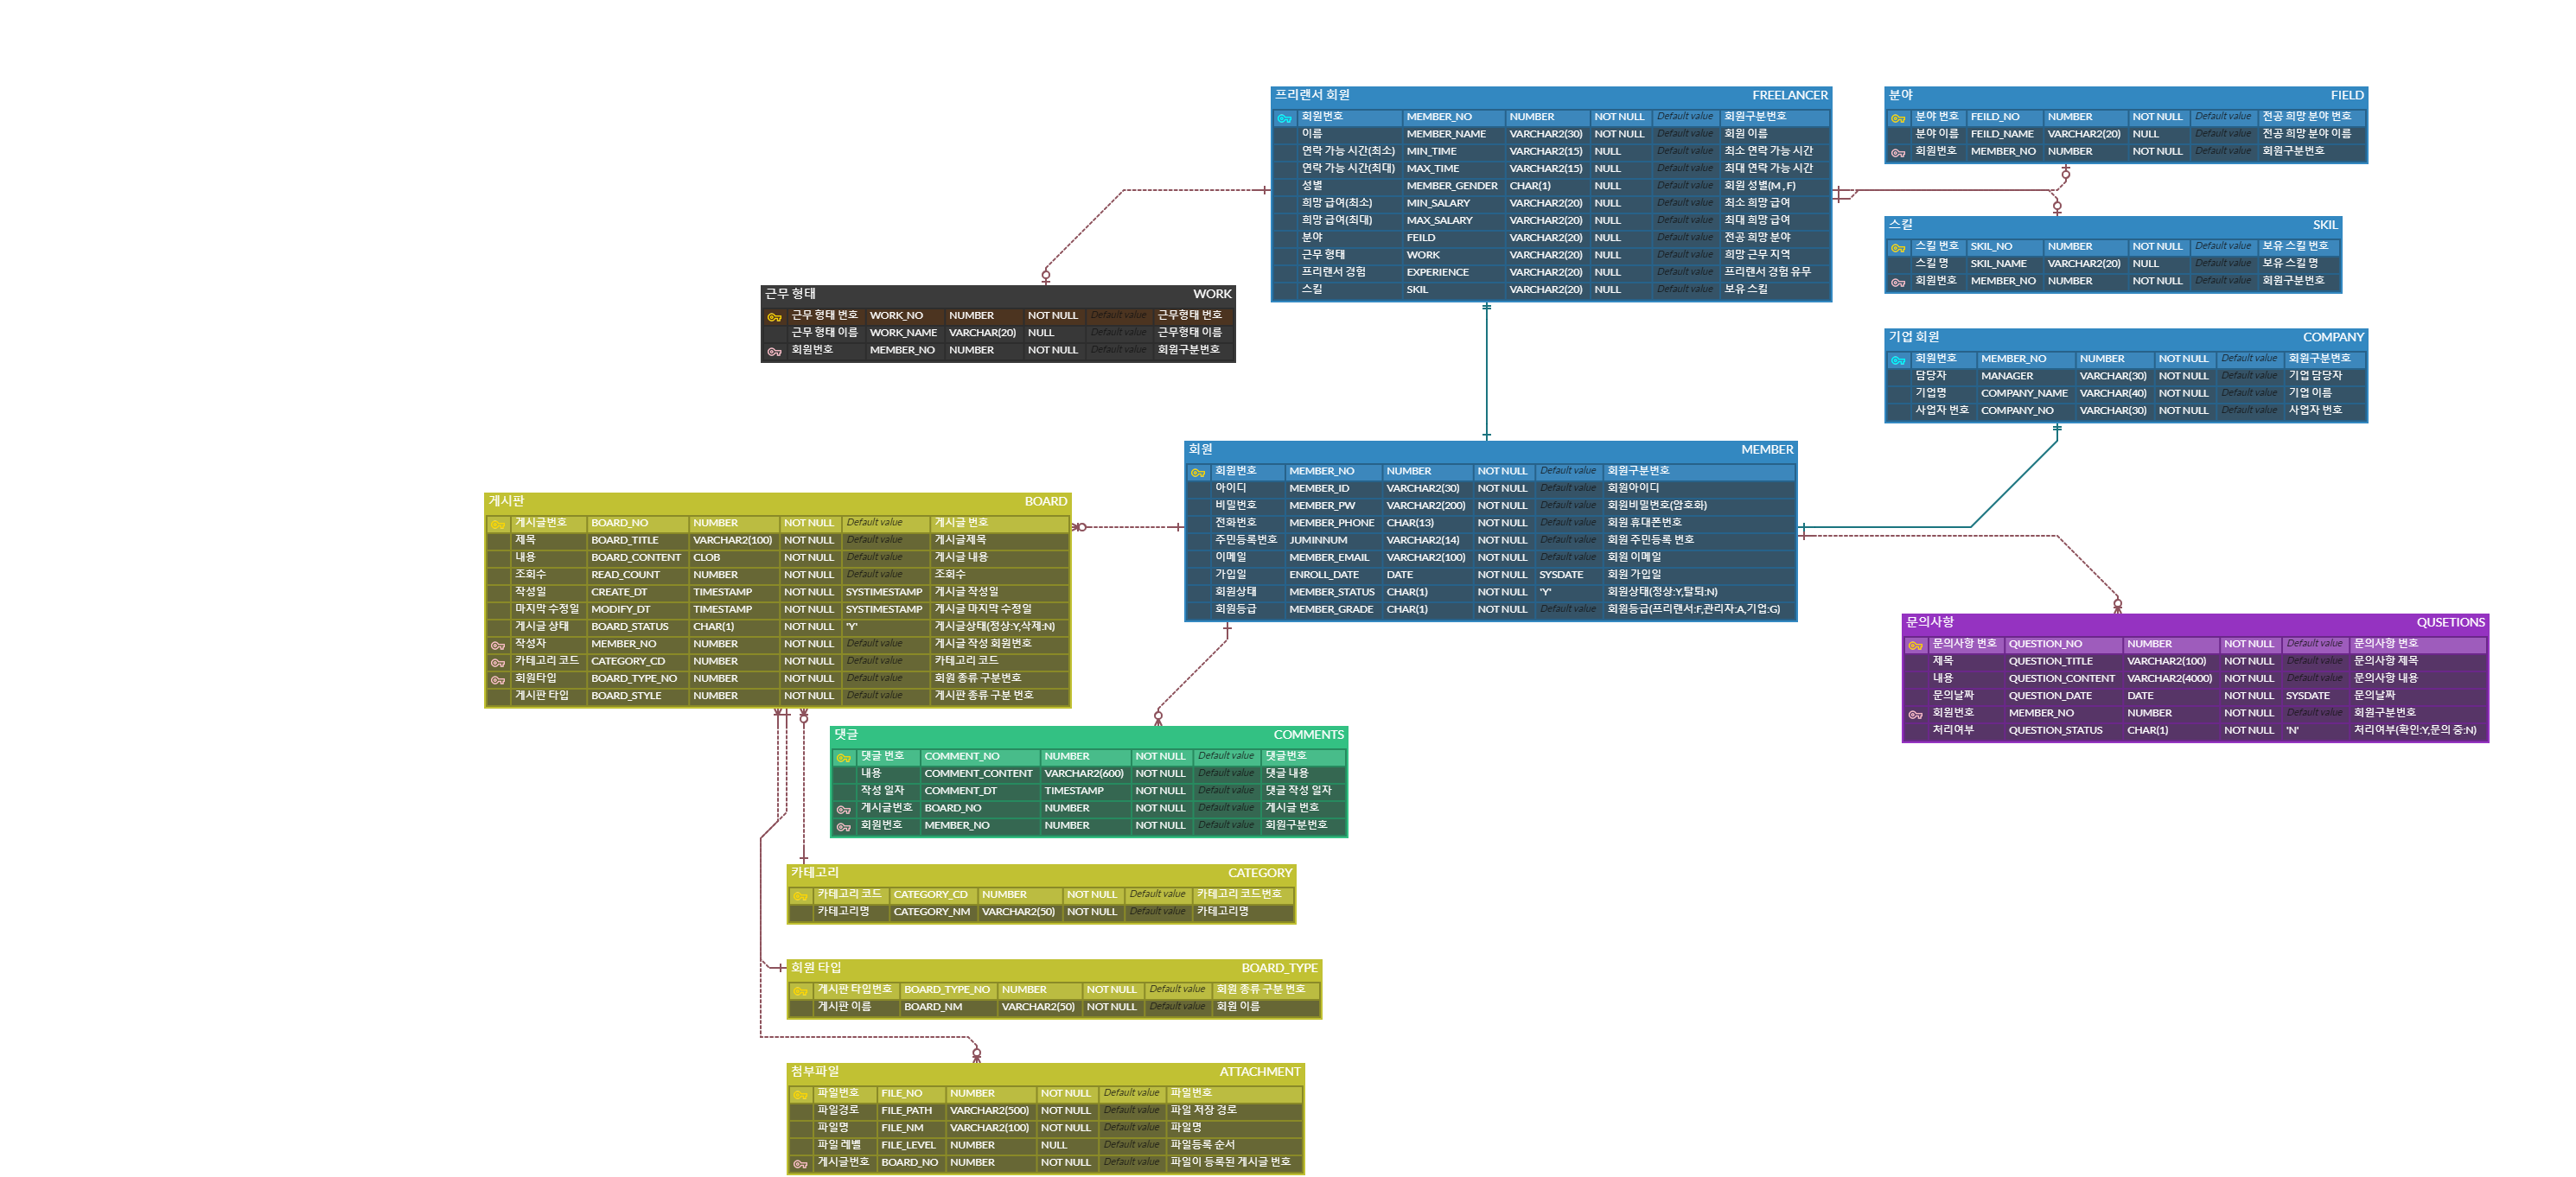 프리랜서 회원 FREELANCER
회원번호 MEMBER_NO NUMBER NOT NULL Default value 회원구분번호
이름 MEMBER_NAME VARCHAR2(30) NOT NULL Default value 회원 이름
연락 가능 시간(최소) MIN_TIME VARCHAR2(15) NULL Default value 최소 연락 가능 시간
연락 가능 시간(최대) MAX_TIME VARCHAR2(15) NULL Default value 최대 연락 가능 시간
성별 MEMBER_GENDER CHAR(1) NULL Default value 회원 성별(M , F)
희망 급여(최소) MIN_SALARY VARCHAR2(20) NULL Default value 최소 희망 급여
희망 급여(최대) MAX_SALARY VARCHAR2(20) NULL Default value 최대 희망 급여
분야 FEILD VARCHAR2(20) NULL Default value 전공 희망 분야
근무 형태 WORK VARCHAR2(20) NULL Default value 희망 근무 지역
프리랜서 경험 EXPERIENCE VARCHAR2(20) NULL Default value 프리랜서 경험 유무
스킬 SKIL VARCHAR2(20) NULL Default value 보유 스킬
분야 FIELD
분야 번호 FEILD_NO NUMBER NOT NULL Default value 전공 희망 분야 번호
분야 이름 FEILD_NAME VARCHAR2(20) NULL Default value 전공 희망 분야 이름
회원번호 MEMBER_NO NUMBER NOT NULL Default value 회원구분번호
스킬 SKIL
스킬 번호 SKIL_NO NUMBER NOT NULL Default value 보유 스킬 번호
스킬 명 SKIL_NAME VARCHAR2(20) NULL Default value 보유 스킬 명
회원번호 MEMBER_NO NUMBER NOT NULL Default value 회원구분번호
근무 형태 WORK
근무 형태 번호 WORK_NO NUMBER NOT NULL Default value 근무형태 번호
근무 형태 이름 WORK_NAME VARCHAR(20) NULL Default value 근무형태 이름
회원번호 MEMBER_NO NUMBER NOT NULL Default value 회원구분번호
기업 회원 COMPANY
회원번호 MEMBER_NO NUMBER NOT NULL Default value 회원구분번호
담당자 MANAGER VARCHAR(30) NOT NULL Default value 기업 담당자
기업명 COMPANY_NAME VARCHAR(40) NOT NULL Default value 기업 이름
사업자 번호 COMPANY_NO VARCHAR(30) NOT NULL Default value 사업자 번호
회원 MEMBER
회원번호 MEMBER_NO NUMBER NOT NULL Default value 회원구분번호
아이디 MEMBER_ID VARCHAR2(30) NOT NULL Default value 회원아이디
비밀번호 MEMBER_PW VARCHAR2(200) NOT NULL Default value 회원비밀번호(암호화)
전화번호 MEMBER_PHONE CHAR(13) NOT NULL Default value 회원 휴대폰번호
주민등록번호 JUMINNUM VARCHAR2(14) NOT NULL Default value 회원 주민등록 번호
이메일 MEMBER_EMAIL VARCHAR2(100) NOT NULL Default value 회원 이메일
가입일 ENROLL_DATE DATE NOT NULL SYSDATE 회원 가입일
회원상태 MEMBER_STATUS CHAR(1) NOT NULL 'Y' 회원상태(정상:Y,탈퇴:N)
회원등급 MEMBER_GRADE CHAR(1) NOT NULL Default value 회원등급(프리랜서:F,관리자:A,기업:G)
게시판 BOARD
게시글번호 BOARD_NO NUMBER NOT NULL Default value 게시글 번호
제목 BOARD_TITLE VARCHAR2(100) NOT NULL Default value 게시글제목
내용 BOARD_CONTENT CLOB NOT NULL Default value 게시글 내용
조회수 READ_COUNT NUMBER NOT NULL Default value 조회수
작성일 CREATE_DT TIMESTAMP NOT NULL SYSTIMESTAMP 게시글 작성일
마지막 수정일 MODIFY_DT TIMESTAMP NOT NULL SYSTIMESTAMP 게시글 마지막 수정일
게시글 상태 BOARD_STATUS CHAR(1) NOT NULL 'Y' 게시글상태(정상:Y,삭제:N)
작성자 MEMBER_NO NUMBER NOT NULL Default value 게시글 작성 회원번호
카테고리 코드 CATEGORY_CD NUMBER NOT NULL Default value 카테고리 코드
회원타입 BOARD_TYPE_NO NUMBER NOT NULL Default value 회원 종류 구분번호
게시판 타입 BOARD_STYLE NUMBER NOT NULL Default value 게시판 종류 구분 번호
문의사항 QUSETIONS
문의사항 번호 QUESTION_NO NUMBER NOT NULL Default value 문의사항 번호
제목 QUESTION_TITLE VARCHAR2(100) NOT NULL Default value 문의사항 제목
내용 QUESTION_CONTENT VARCHAR2(4000) NOT NULL Default value 문의사항 내용
문의날짜 QUESTION_DATE DATE NOT NULL SYSDATE 문의날짜
회원번호 MEMBER_NO NUMBER NOT NULL Default value 회원구분번호
처리여부 QUESTION_STATUS CHAR(1) NOT NULL 'N' 처리여부(확인:Y,문의 중:N)
댓글 COMMENTS
댓글 번호 COMMENT_NO NUMBER NOT NULL Default value 댓글번호
내용 COMMENT_CONTENT VARCHAR2(600) NOT NULL Default value 댓글 내용
작성 일자 COMMENT_DT TIMESTAMP NOT NULL Default value 댓글 작성 일자
게시글번호 BOARD_NO NUMBER NOT NULL Default value 게시글 번호
회원번호 MEMBER_NO NUMBER NOT NULL Default value 회원구분번호
카테고리 CATEGORY
카테고리 코드 CATEGORY_CD NUMBER NOT NULL Default value 카테고리 코드번호
카테고리명 CATEGORY_NM VARCHAR2(50) NOT NULL Default value 카테고리명
회원 타입 BOARD_TYPE
게시판 타입번호 BOARD_TYPE_NO NUMBER NOT NULL Default value 회원 종류 구분 번호
게시판 이름 BOARD_NM VARCHAR2(50) NOT NULL Default value 회원 이름
첨부파일 ATTACHMENT
파일번호 FILE_NO NUMBER NOT NULL Default value 파일번호
파일경로 FILE_PATH VARCHAR2(500) NOT NULL Default value 파일 저장 경로
파일명 FILE_NM VARCHAR2(100) NOT NULL Default value 파일명
파일 레벨 FILE_LEVEL NUMBER NULL Default value 파일등록 순서
게시글번호 BOARD_NO NUMBER NOT NULL Default value 파일이 등록된 게시글 번호